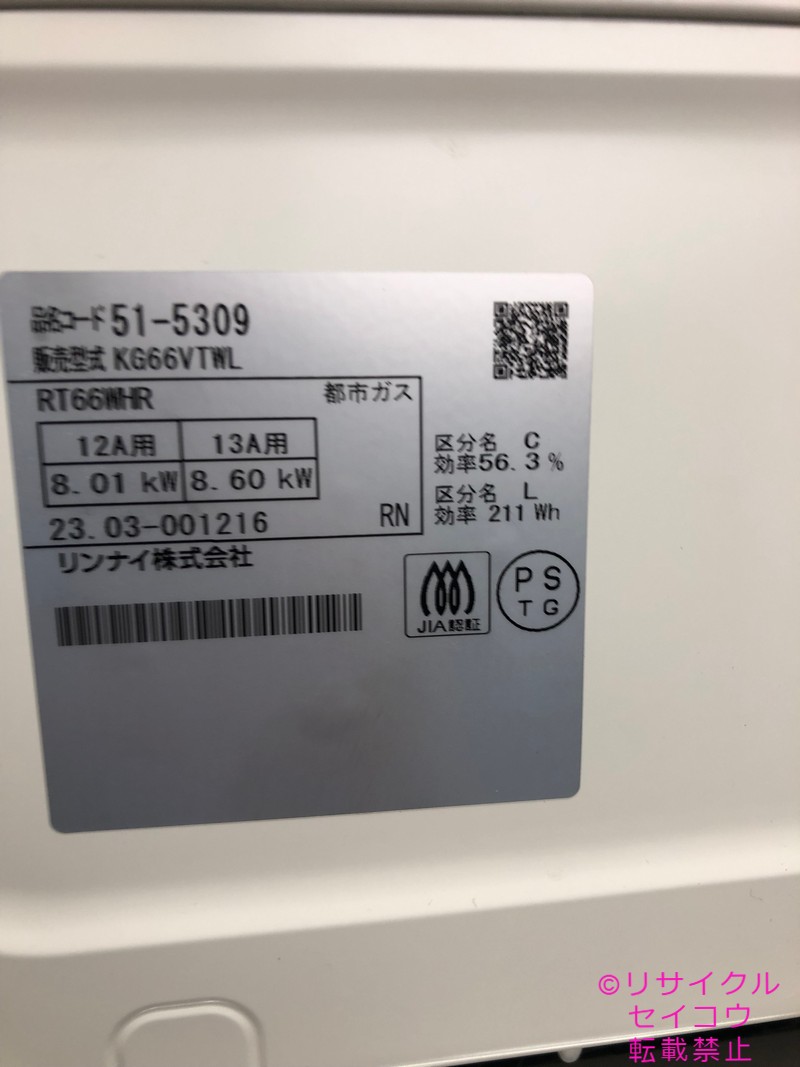 品名コード 51-5309
販売型式 KG66VTWL
RT66WHR 都市ガス
12A用 13A用
8.01 kW 8.60 kW
23.03-001216 RN
リンナイ株式会社
区分名 C
効率56.3%
区分名 L
効率 211 Wh
JIA認証
PS
TG
©リサイクル
セイコウ
転載禁止